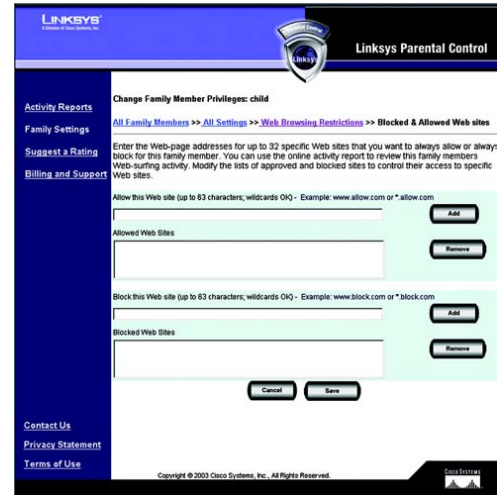 LINKSYS®
A Division of Cisco Systems, Inc.
Parental Control
Linksys
Linksys Parental Control
Activity Reports
Family Settings
Suggest a Rating
Billing and Support
Change Family Member Privileges: child
All Family Members >> All Settings >> Web Browsing Restrictions >> Blocked & Allowed Web sites
Enter the Web-page addresses for up to 32 specific Web sites that you want to always allow or always
block for this family member. You can use the online activity report to review this family members
Web-surfing activity. Modify the lists of approved and blocked sites to control their access to specific
Web sites.
Allow this Web site (up to 63 characters; wildcards OK) - Example: www.allow.com or *.allow.com
Add
Allowed Web Sites
Remove
Block this Web site (up to 63 characters; wildcards OK) - Example: www.block.com or *.block.com
Add
Blocked Web Sites
Remove
Cancel
Save
Contact Us
Privacy Statement
Terms of Use
Copyright © 2003 Cisco Systems, Inc., All Rights Reserved.
CISCO SYSTEMS